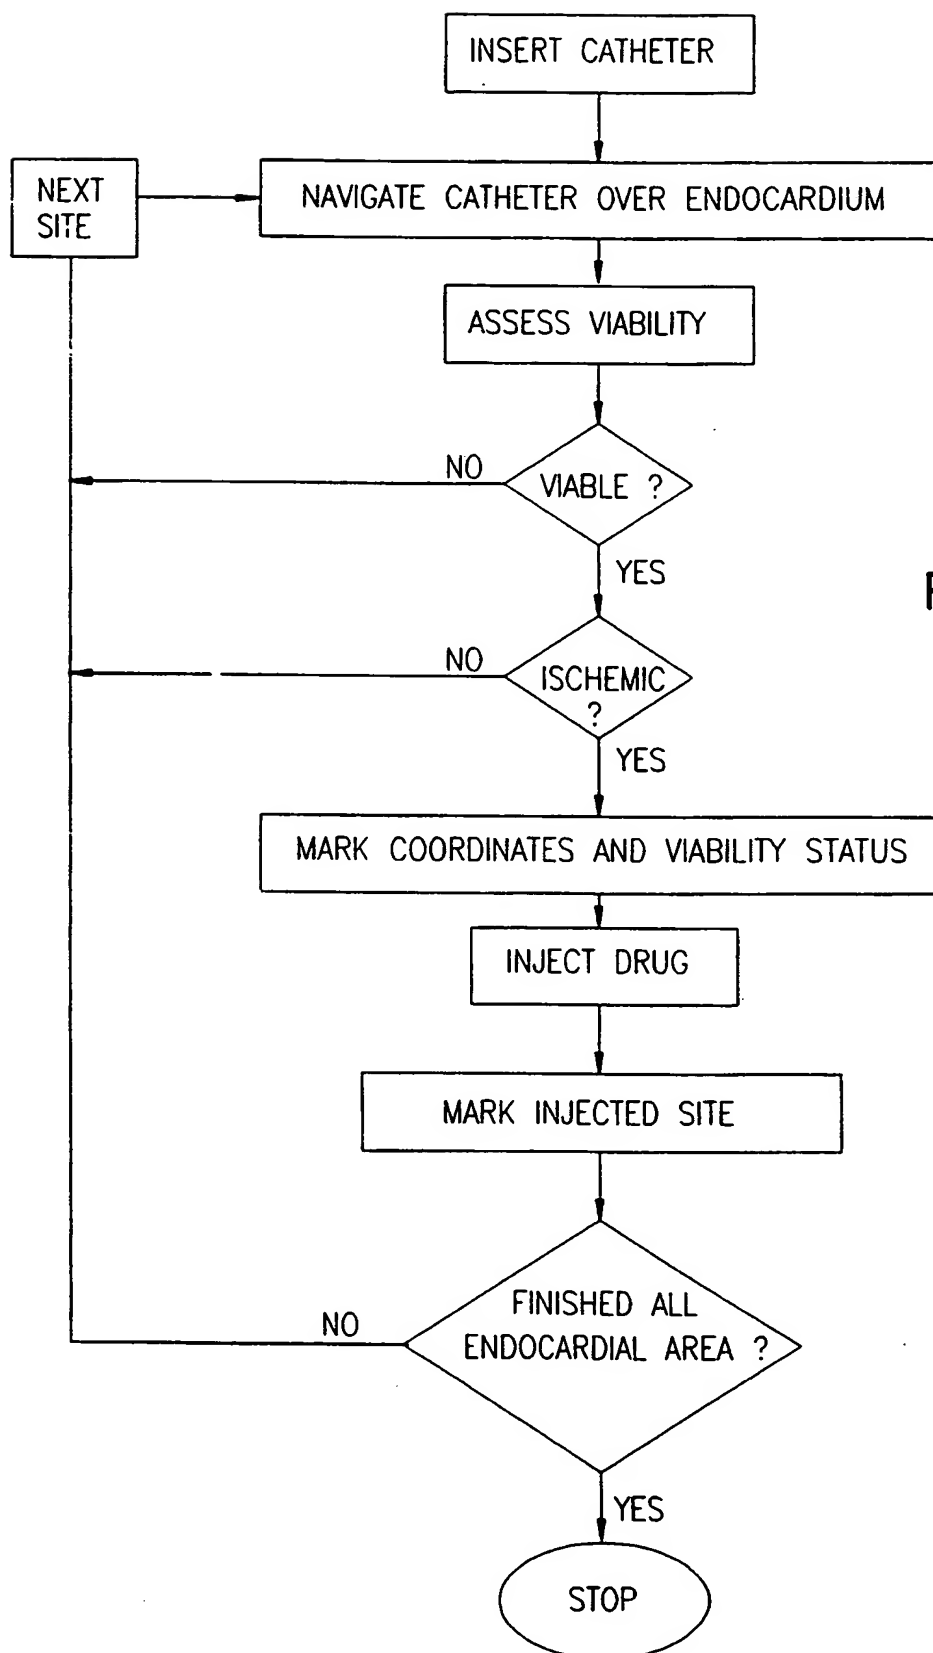 INSERT CATHETER
NEXT
SITE
NAVIGATE CATHETER OVER ENDOCARDIUM
ASSESS VIABILITY
NO
VIABLE ?
YES
NO
ISCHEMIC
?
YES
MARK COORDINATES AND VIABILITY STATUS
INJECT DRUG
MARK INJECTED SITE
NO
FINISHED ALL
ENDOCARDIAL AREA ?
YES
STOP